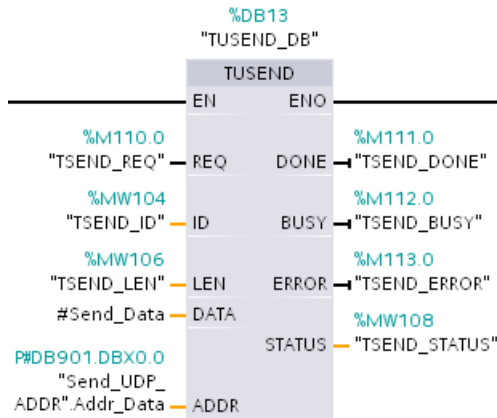 %DB13
"TUSEND_DB"
TUSEND
EN ENO
%M110.0 %M111.0
"TSEND_REQ" REQ DONE "TSEND_DONE"
%MW104 %M112.0
"TSEND_ID" ID BUSY "TSEND_BUSY"
%MW106 %M113.0
"TSEND_LEN" LEN ERROR "TSEND_ERROR"
#Send_Data DATA %MW108
STATUS "TSEND_STATUS"
P#DB901.DBX0.0
"Send_UDP_
ADDR".Addr_Data ADDR